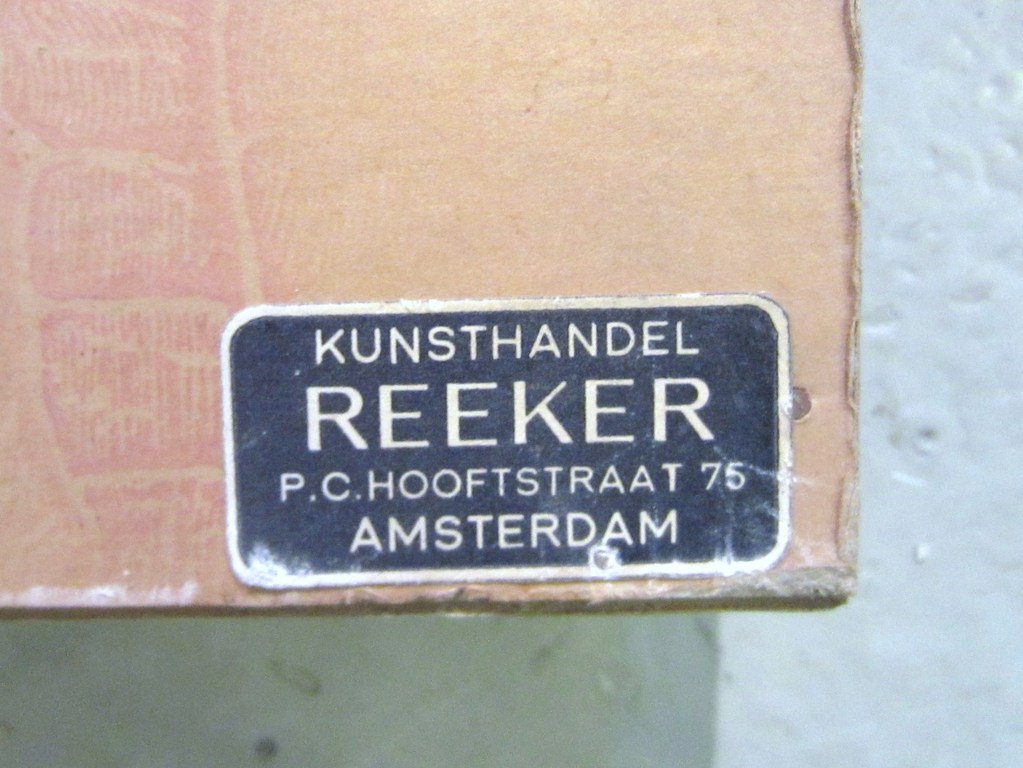 KUNSTHANDEL
REEKER
P.C.HOOFTSTRAAT 75
AMSTERDAM